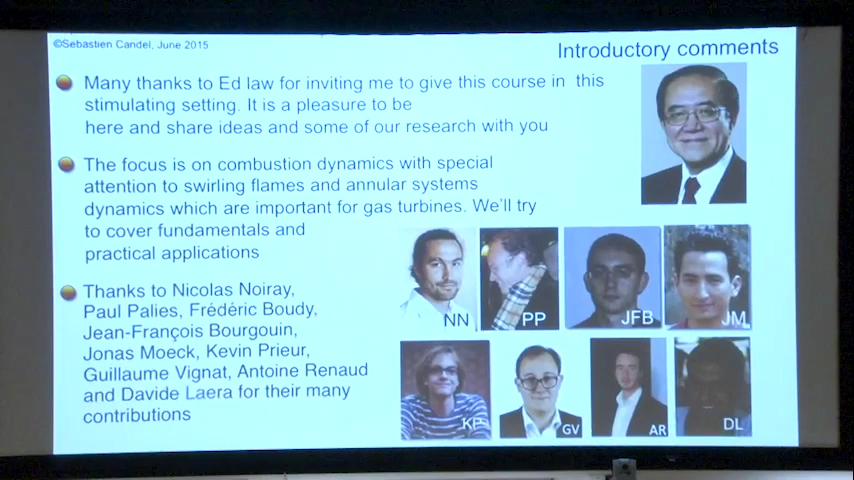 ©Sebastien Candel, June 2015
Introductory comments
Many thanks to Ed law for inviting me to give this course in this
stimulating setting. It is a pleasure to be
here and share ideas and some of our research with you
The focus is on combustion dynamics with special
attention to swirling flames and annular systems
dynamics which are important for gas turbines. We'll try
to cover fundamentals and
practical applications
Thanks to Nicolas Noiray,
Paul Palies, Frédéric Boudy,
Jean-François Bourgouin,
Jonas Moeck, Kevin Prieur,
Guillaume Vignat, Antoine Renaud
and Davide Laera for their many
contributions
NN
PP
JFB
JM
KP
GV
AR
DL